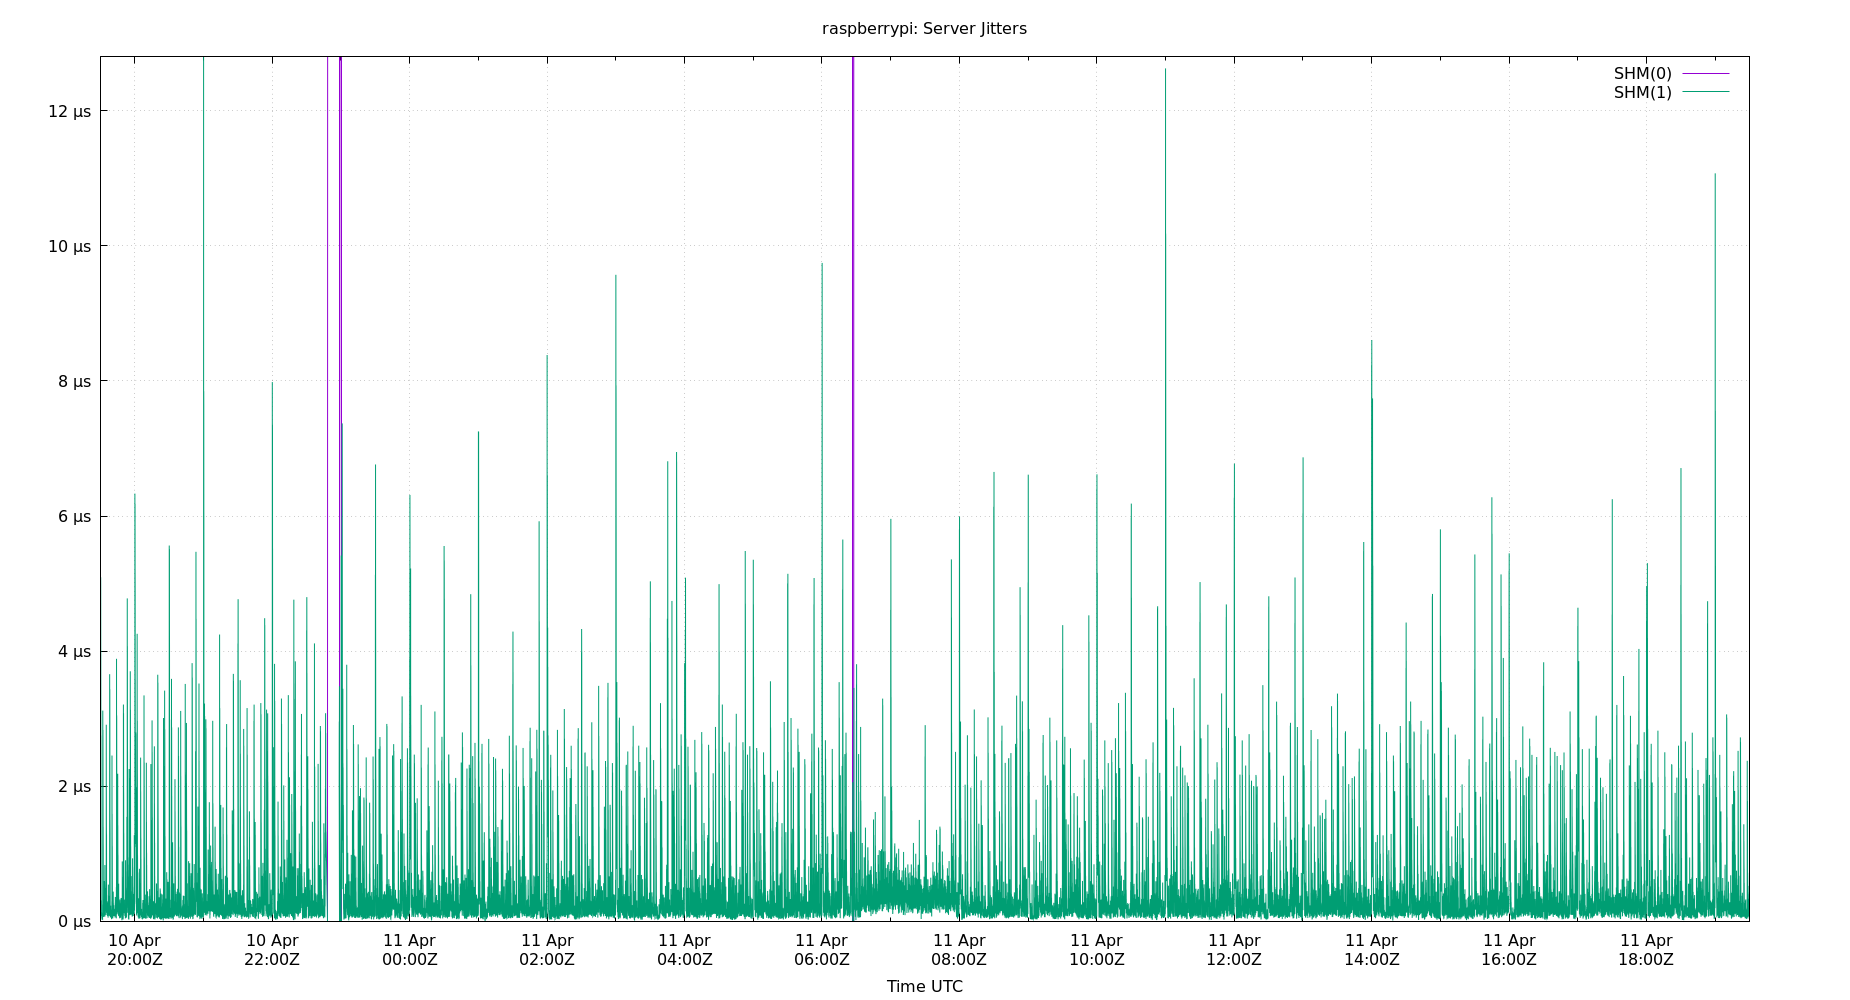 raspberrypi: Server Jitters
SHM(0)
SHM(1)
12 µs
10 µs
8 µs
6 µs
4 µs
2 µs
0 µs
10 Apr 10 Apr 11 Apr 11 Apr 11 Apr 11 Apr 11 Apr 11 Apr 11 Apr 11 Apr 11 Apr 11 Apr
20:00Z 22:00Z 00:00Z 02:00Z 04:00Z 06:00Z 08:00Z 10:00Z 12:00Z 14:00Z 16:00Z 18:00Z
Time UTC